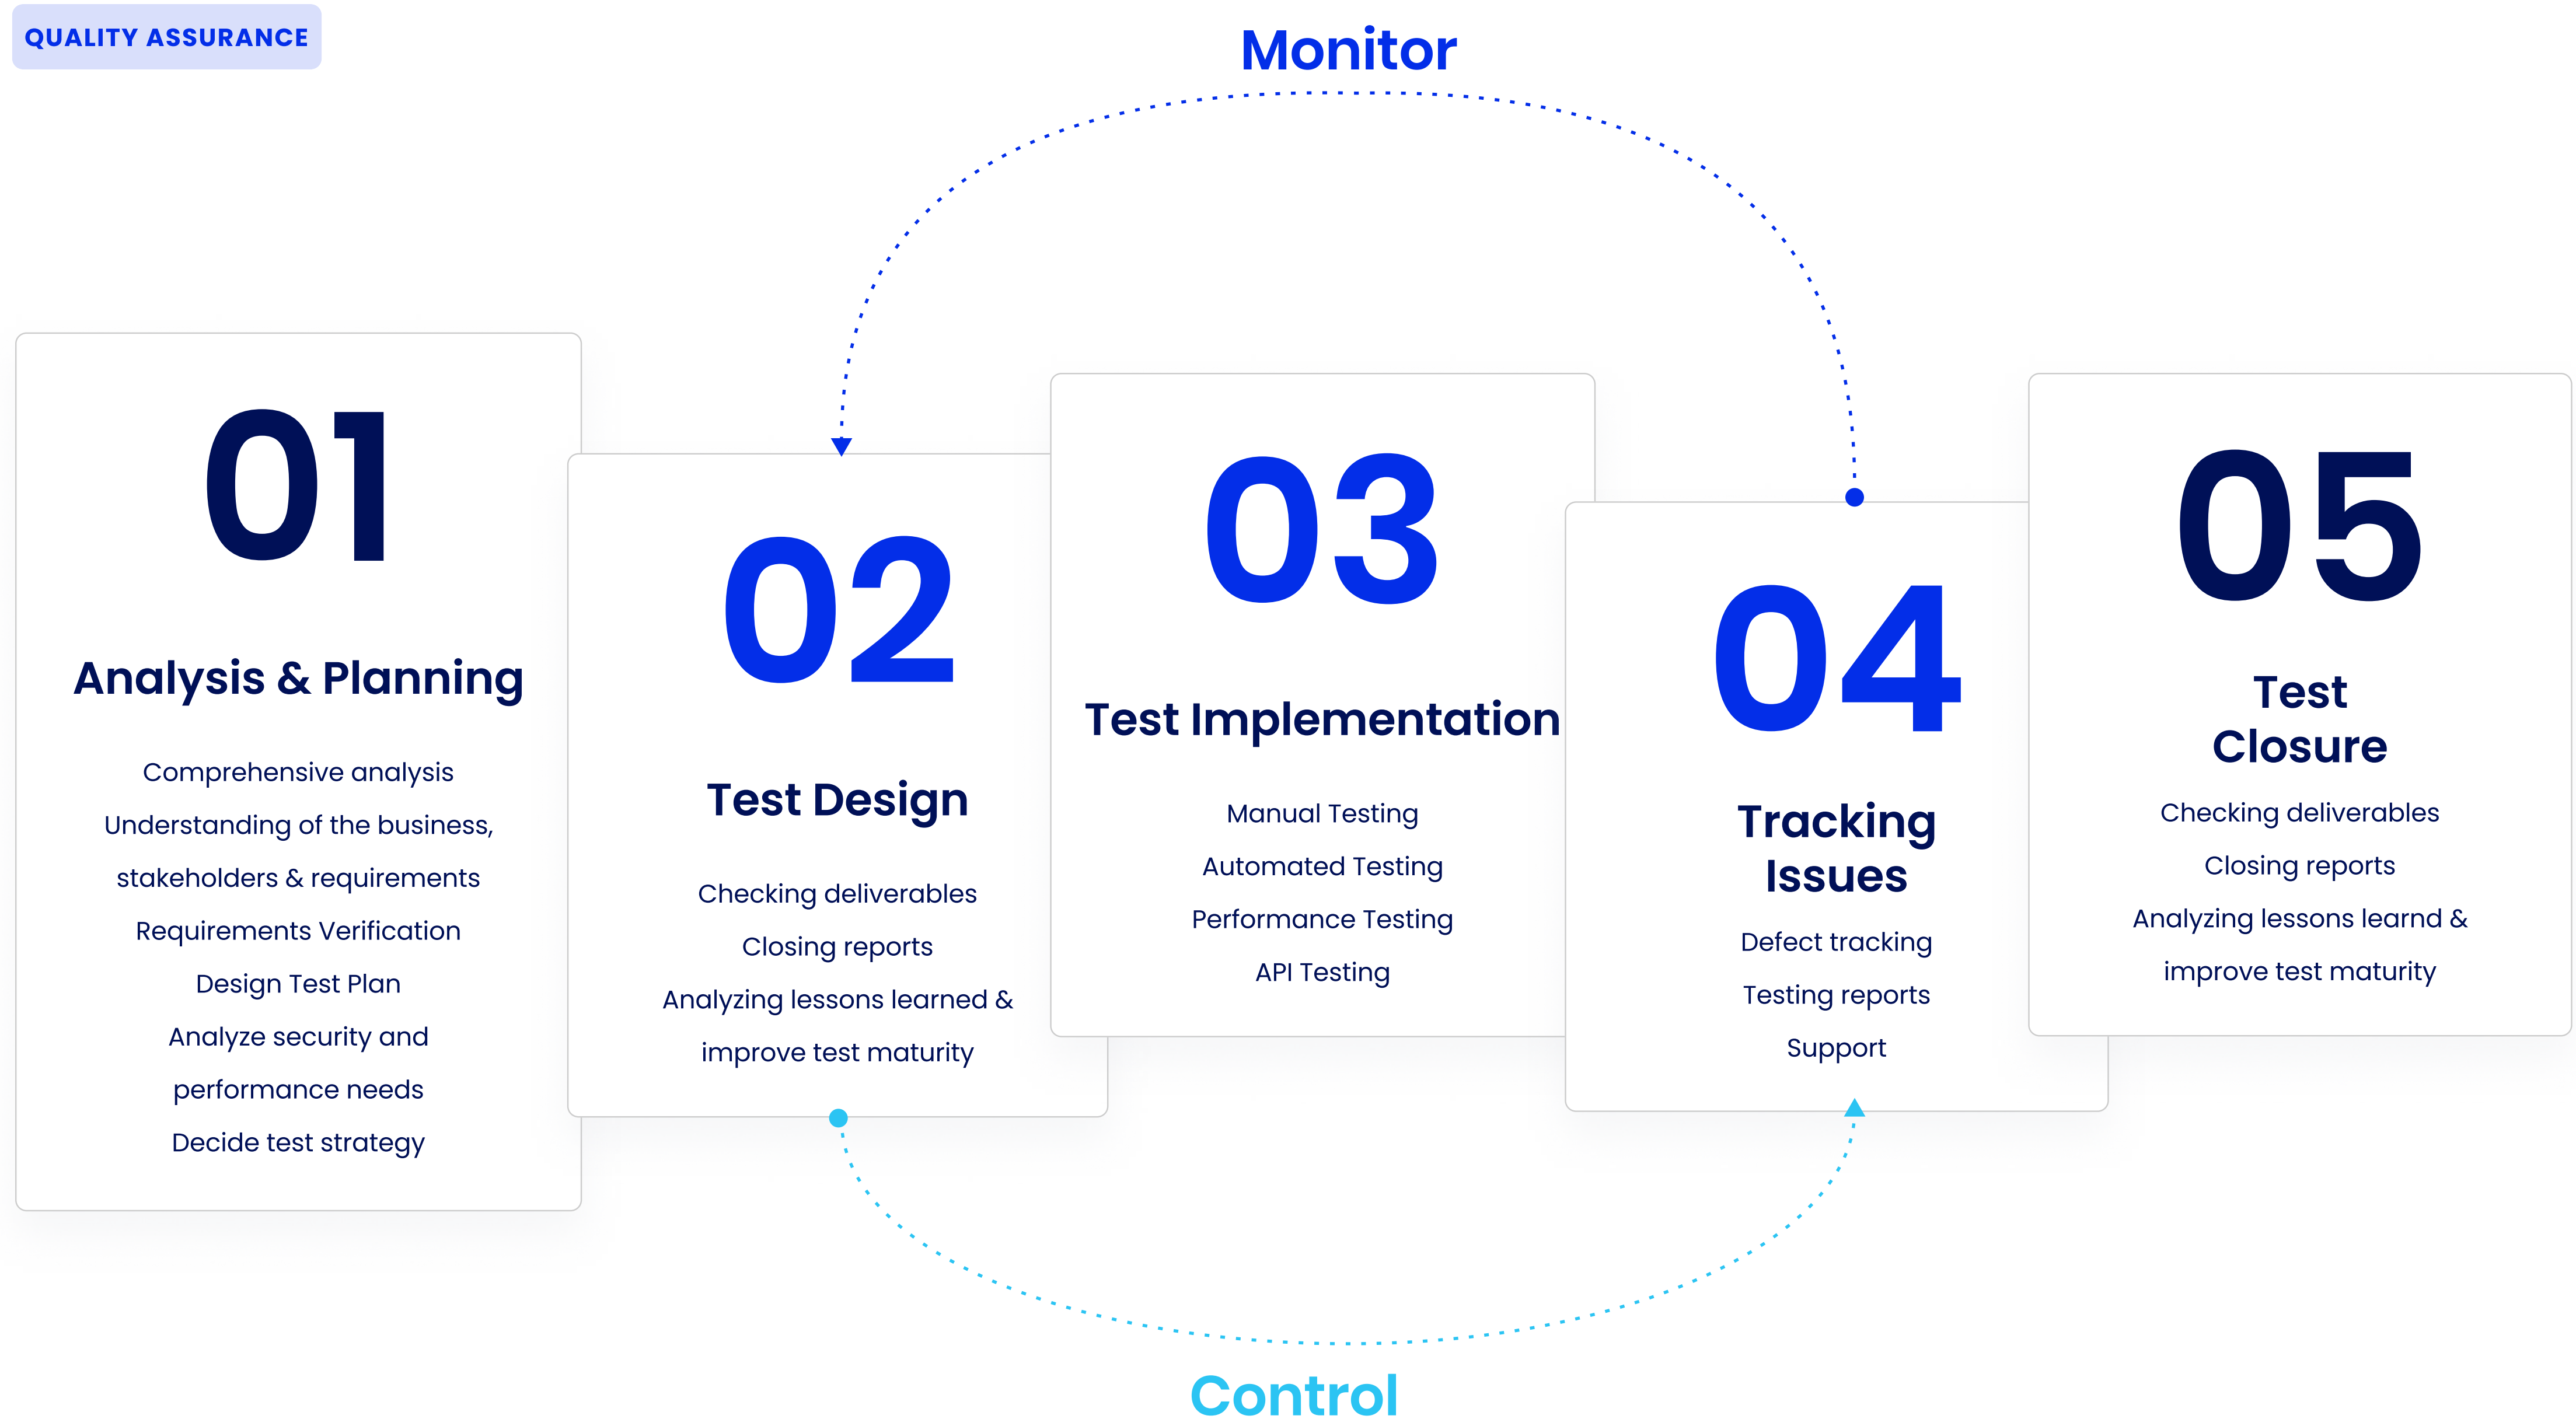 QUALITY ASSURANCE
Monitor
01
Analysis & Planning
Comprehensive analysis
Understanding of the business,
stakeholders & requirements
Requirements Verification
Design Test Plan
Analyze security and
performance needs
Decide test strategy
02
Test Design
Checking deliverables
Closing reports
Analyzing lessons learned &
improve test maturity
03
Test Implementation
Manual Testing
Automated Testing
Performance Testing
API Testing
04
Tracking
Issues
Defect tracking
Testing reports
Support
05
Test
Closure
Checking deliverables
Closing reports
Analyzing lessons learnd &
improve test maturity
Control